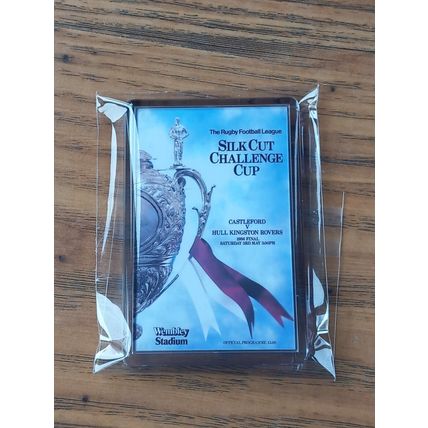 The Rugby Football League
SILK CUT
CHALLENGE
CUP
CASTLEFORD
V
HULL KINGSTON ROVERS
1986 FINAL
SATURDAY 3RD MAY 3.00PM
Wembley
Stadium
OFFICIAL PROGRAMME